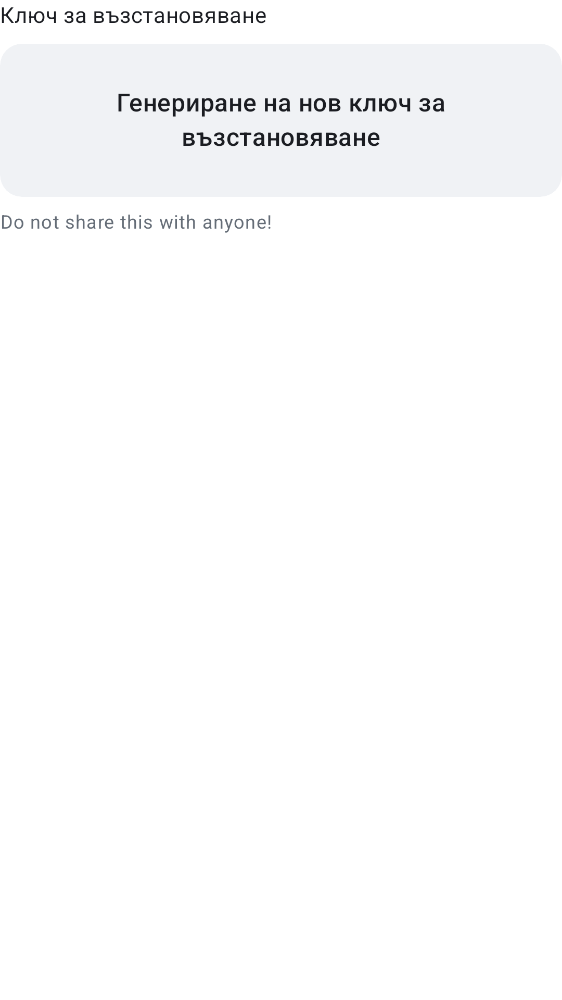 Ключ за възстановяване
Генериране на нов ключ за
възстановяване
Do not share this with anyone!